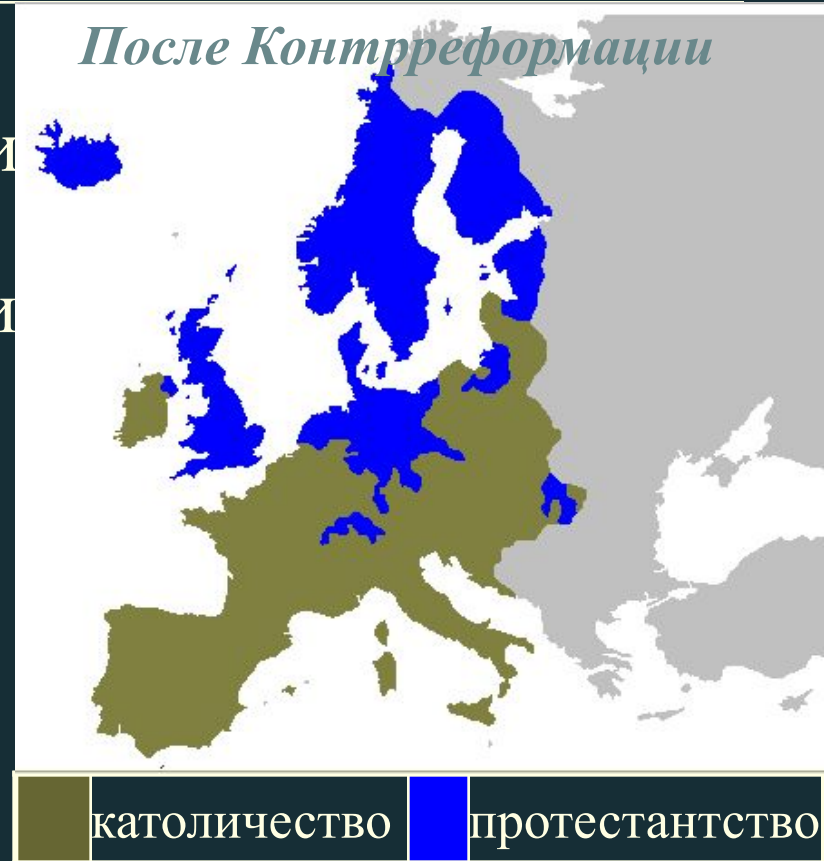 После Контрреформации
и
и
католичество
протестантство